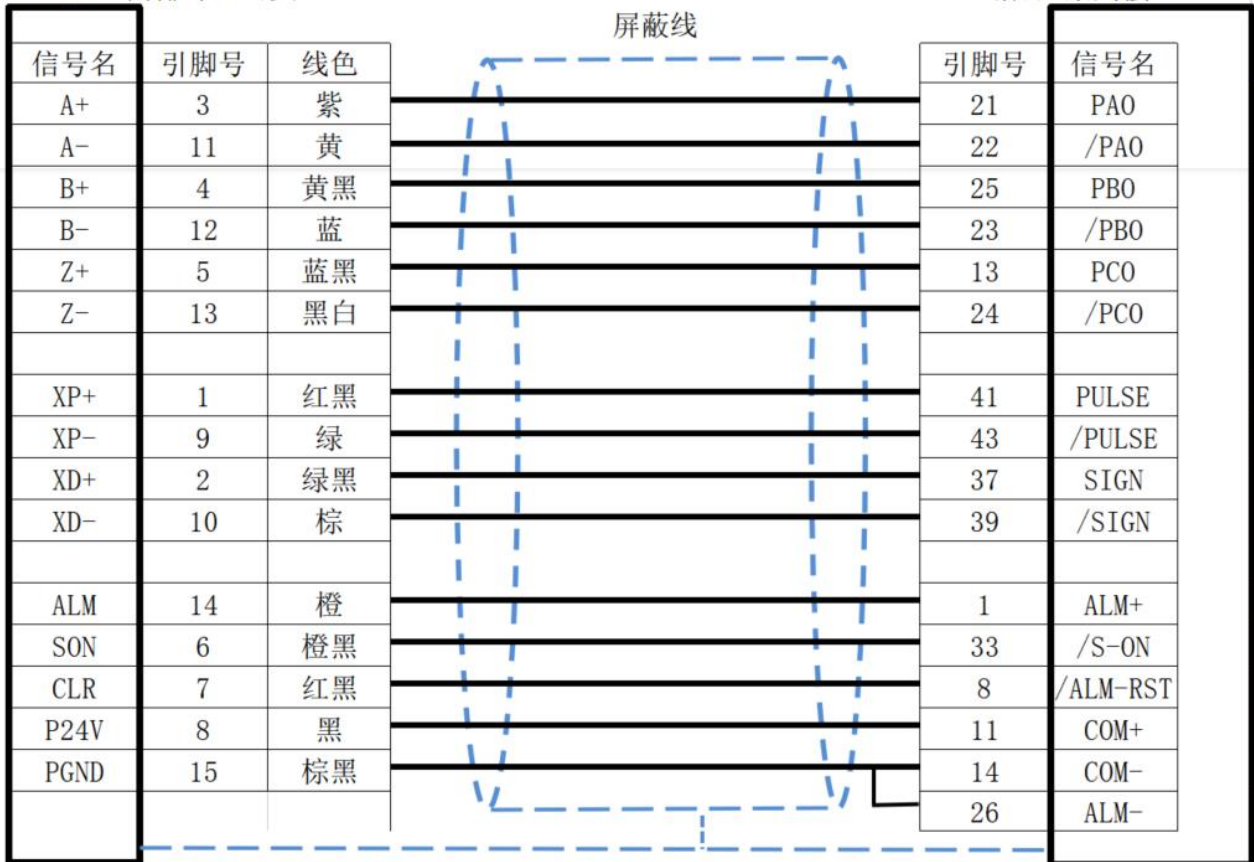 屏蔽线
信号名 引脚号 线色 引脚号 信号名
A+ 3 紫 21 PAO
A- 11 黄 22 /PAO
B+ 4 黄黑 25 PBO
B- 12 蓝 23 /PBO
Z+ 5 蓝黑 13 PCO
Z- 13 黑白 24 /PCO
XP+ 1 红黑 41 PULSE
XP- 9 绿 43 /PULSE
XD+ 2 绿黑 37 SIGN
XD- 10 棕 39 /SIGN
ALM 14 橙 1 ALM+
SON 6 橙黑 33 /S-ON
CLR 7 红黑 8 /ALM-RST
P24V 8 黑 11 COM+
PGND 15 棕黑 14 COM-
26 ALM-